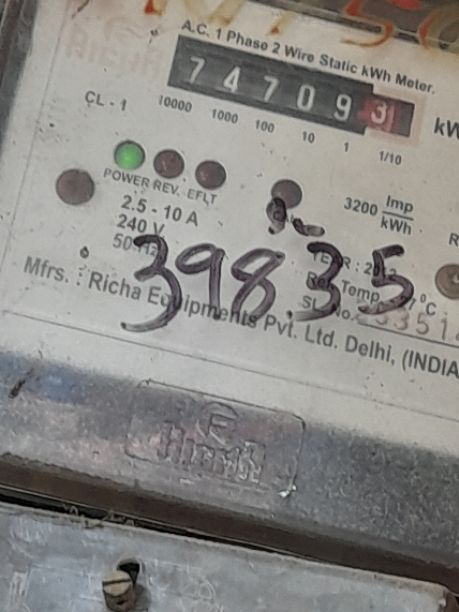 A.C. 1 Phase 2 Wire Static kWh Meter.
747093
CL - 1 10000 1000 100 10 1 1/10
POWER REV. EFLT
3200 Imp/kWh
2.5 - 10 A
240 V
39835
Mfrs. : Richa Equipments Pvt. Ltd. Delhi, (INDIA